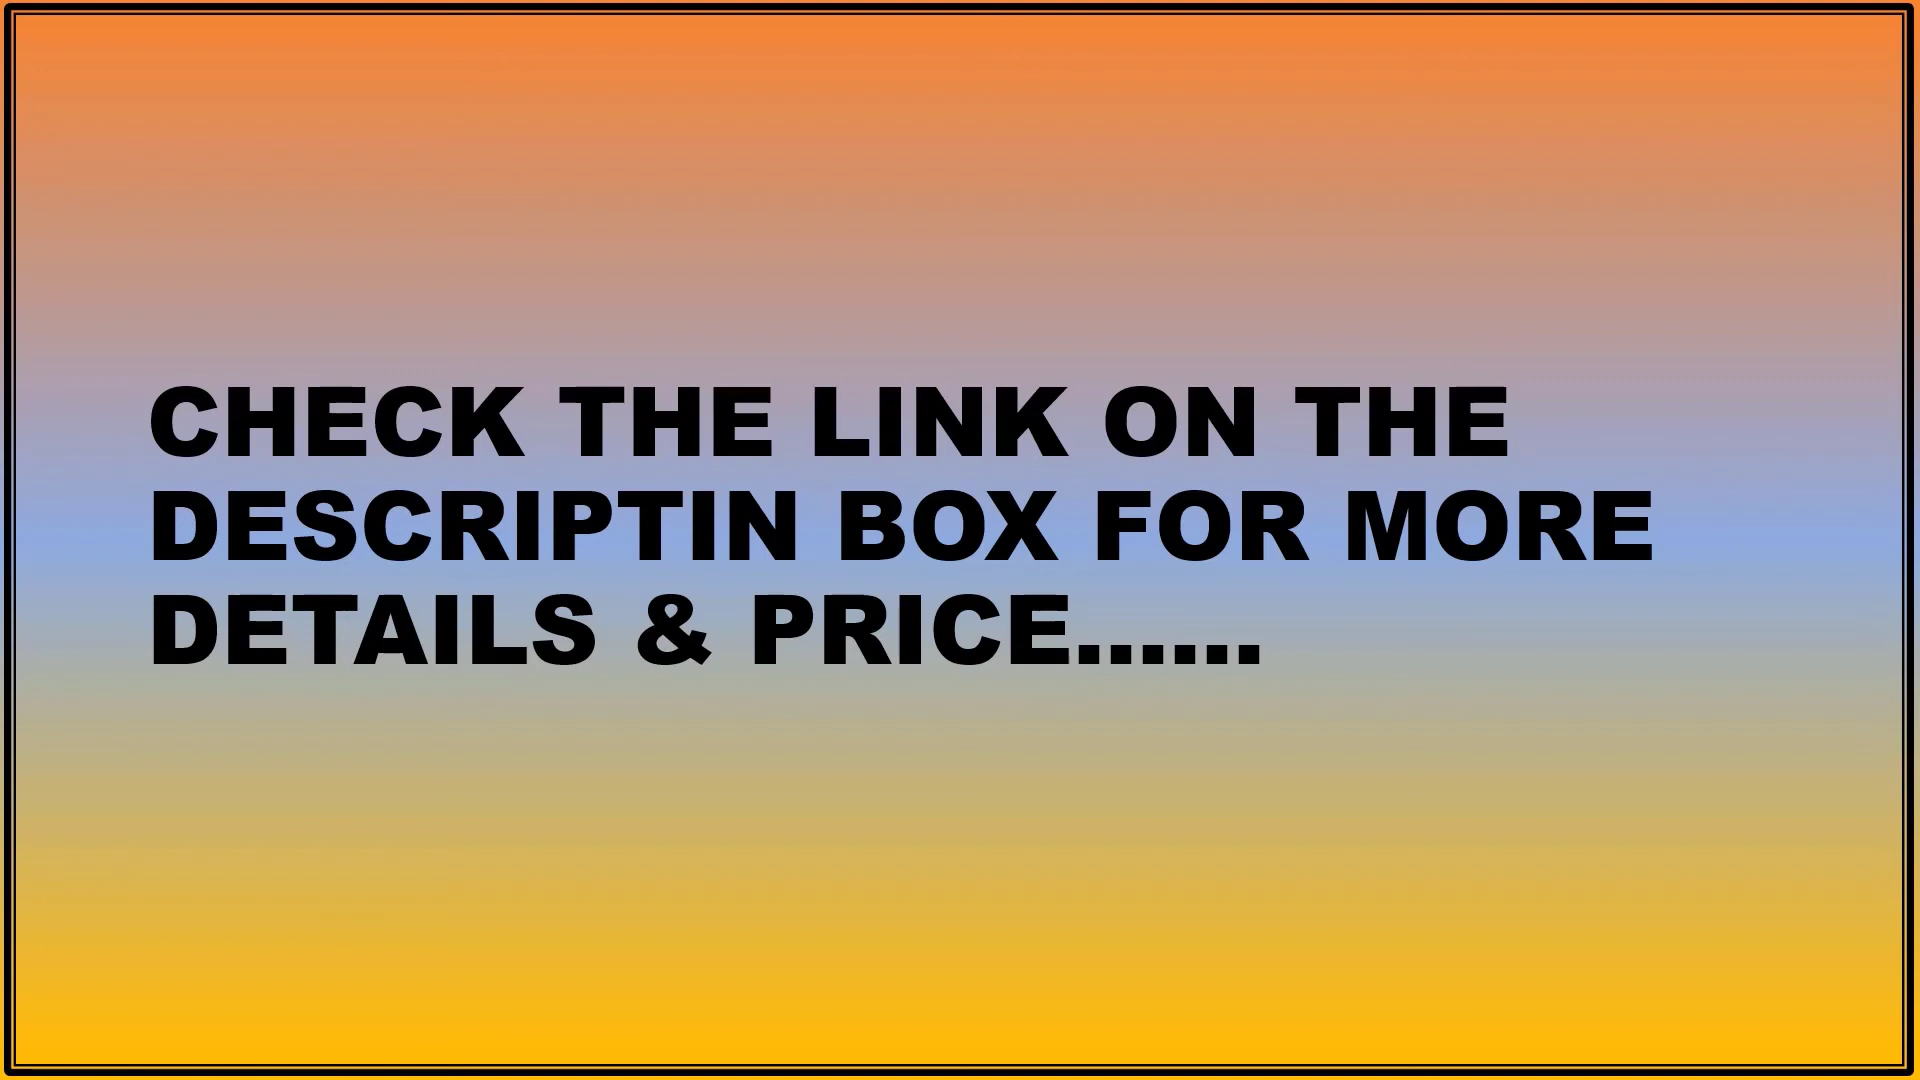 CHECK THE LINK ON THE
DESCRIPTIN BOX FOR MORE
DETAILS & PRICE......